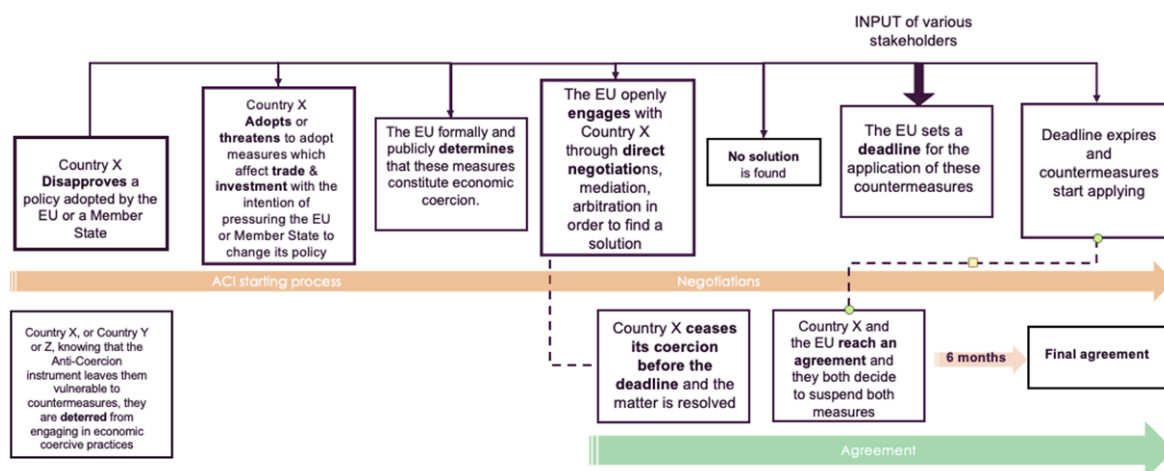 INPUT of various
stakeholders
Country X
Disapproves a
policy adopted by the
EU or a Member
State
Country X
Adopts or
threatens to adopt
measures which
affect trade &
investment with the
intention of
pressuring the EU
or Member State to
change its policy
The EU formally and
publicly determines
that these measures
constitute economic
coercion.
The EU openly
engages with
Country X
through direct
negotiations,
mediation,
arbitration in
order to find a
solution
No solution
is found
The EU sets a
deadline for the
application of these
countermeasures
Deadline expires
and
countermeasures
start applying
ACI starting process
Negotiations
Country X, or Country Y
or Z, knowing that the
Anti-Coercion
instrument leaves them
vulnerable to
countermeasures, they
are deterred from
engaging in economic
coercive practices
Country X ceases
its coercion
before the
deadline and the
matter is resolved
Country X and
the EU reach an
agreement and
they both decide
to suspend both
measures
6 months
Final agreement
Agreement